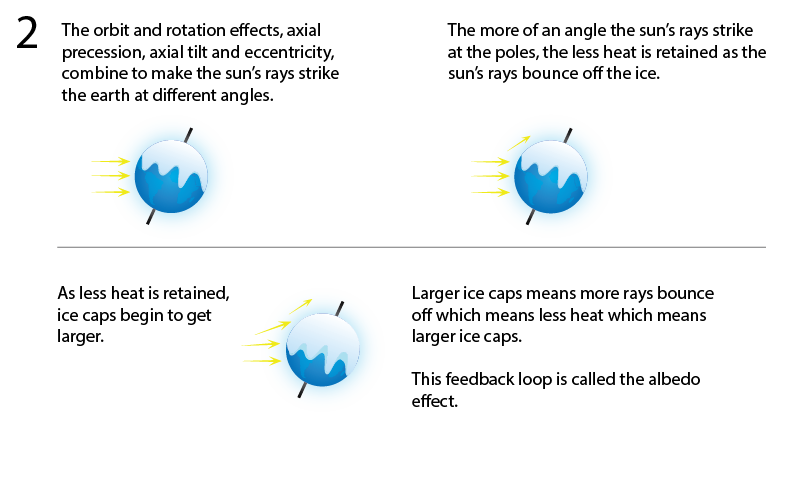 2
The orbit and rotation effects, axial
precession, axial tilt and eccentricity,
combine to make the sun's rays strike
the earth at different angles.
The more of an angle the sun's rays strike
at the poles, the less heat is retained as the
sun's rays bounce off the ice.
As less heat is retained,
ice caps begin to get
larger.
Larger ice caps means more rays bounce
off which means less heat which means
larger ice caps.
This feedback loop is called the albedo
effect.